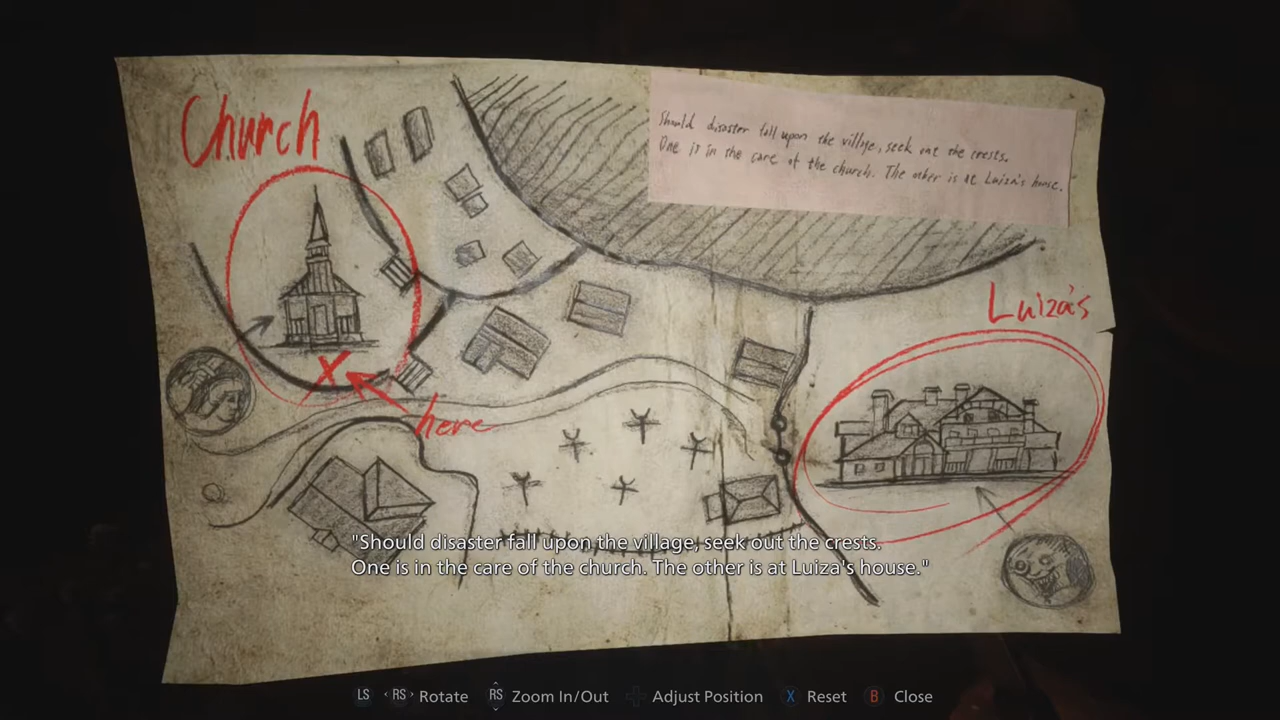 Church
Should disaster fall upon the village, seek out the crests.
One is in the care of the church. The other is at Luiza's house.
Luiza's
here
"Should disaster fall upon the village, seek out the crests.
One is in the care of the church. The other is at Luiza's house."
LS RS Rotate RS Zoom In/Out Adjust Position X Reset B Close